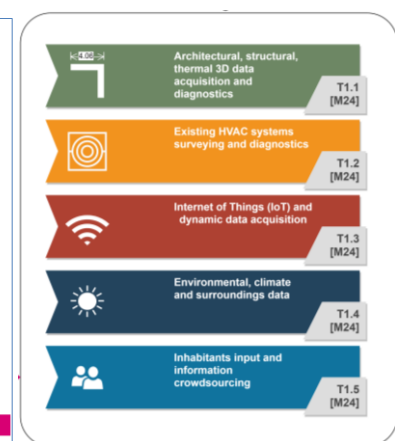 4.06
Architectural, structural,
thermal 3D data
acquisition and
diagnostics
T1.1
[M24]
Existing HVAC systems
surveying and diagnostics
T1.2
[M24]
Internet of Things (IoT) and
dynamic data acquisition
T1.3
[M24]
Environmental, climate
and surroundings data
T1.4
[M24]
Inhabitants input and
information
crowdsourcing
T1.5
[M24]